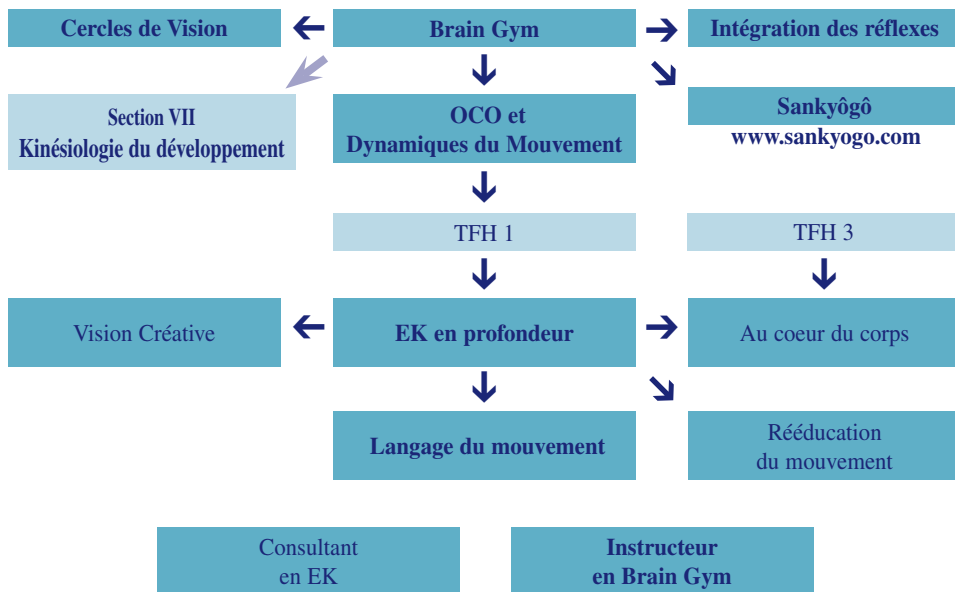 Cercles de Vision
Brain Gym
Intégration des réflexes
Section VII
Kinésiologie du développement
OCO et
Dynamiques du Mouvement
Sankyôgô
www.sankyogo.com
TFH 1
TFH 3
Vision Créative
EK en profondeur
Au coeur du corps
Langage du mouvement
Rééducation
du mouvement
Consultant
en EK
Instructeur
en Brain Gym